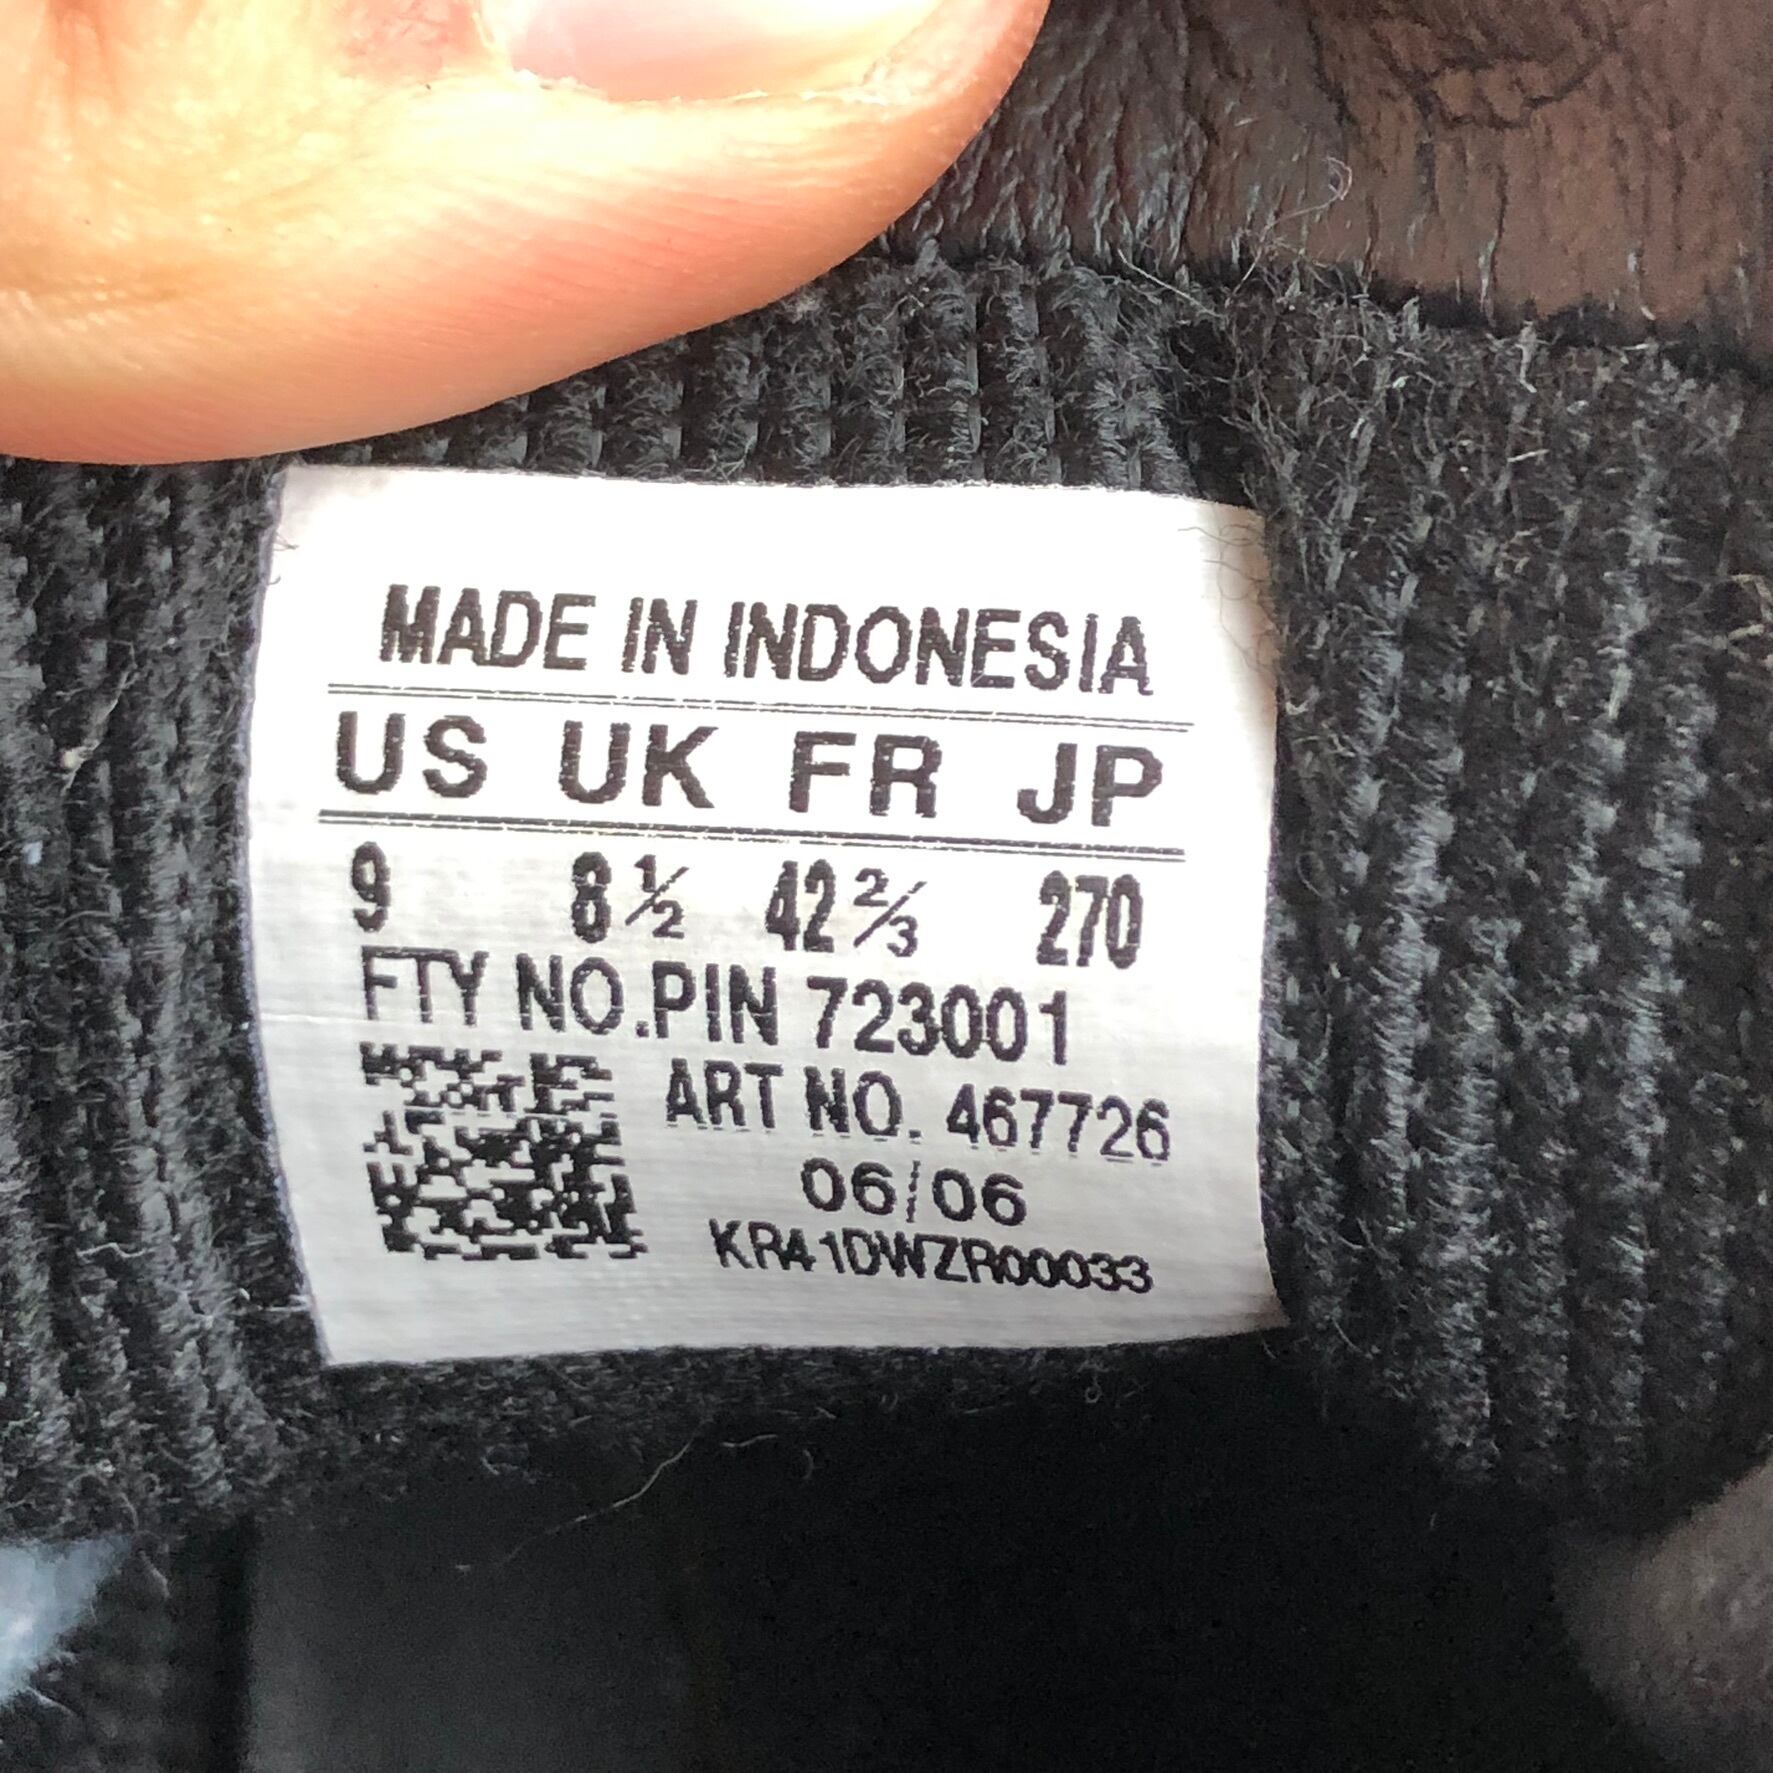 MADE IN INDONESIA
US UK FR JP
9 8½ 42⅔ 270
FTY NO.PIN 723001
ART NO. 467726
06/06
KR41DWZR00033